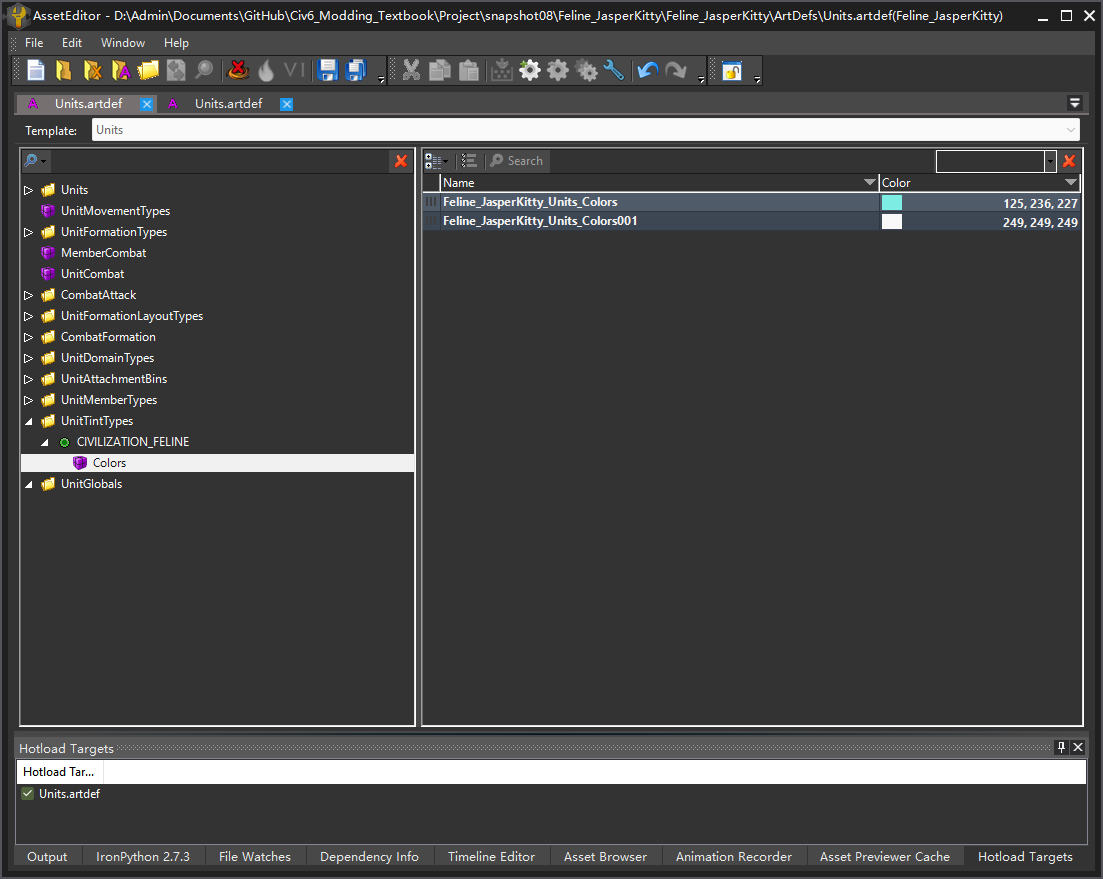 AssetEditor - D:\Admin\Documents\GitHub\Civ6_Modding_Textbook\Project\snapshot08\Feline_JasperKitty\Feline_JasperKitty\ArtDefs\Units.artdef(Feline_JasperKitty)
File Edit Window Help
VI
Units.artdef Units.artdef
Template: Units
Search
Name Color
Units
UnitMovementTypes
UnitFormationTypes
MemberCombat
UnitCombat
CombatAttack
UnitFormationLayoutTypes
CombatFormation
UnitDomainTypes
UnitAttachmentBins
UnitMemberTypes
UnitTintTypes
CIVILIZATION_FELINE
Colors
UnitGlobals
Feline_JasperKitty_Units_Colors 125, 236, 227
Feline_JasperKitty_Units_Colors001 249, 249, 249
Hotload Targets
Hotload Tar...
Units.artdef
Output IronPython 2.7.3 File Watches Dependency Info Timeline Editor Asset Browser Animation Recorder Asset Previewer Cache Hotload Targets